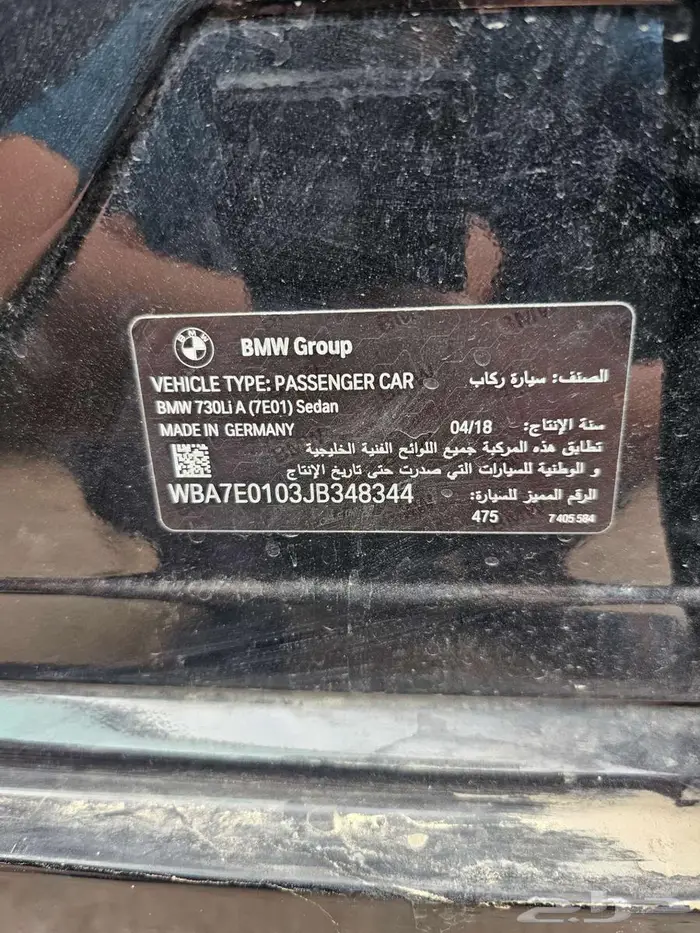 BMW
BMW Group
VEHICLE TYPE: PASSENGER CAR الصنف: سيارة ركاب
BMW 730Li A (7E01) Sedan
MADE IN GERMANY 04/18 سنة الإنتاج:
تطابق هذه المركبة جميع اللوائح الفنية الخليجية
و الوطنية للسيارات التي صدرت حتى تاريخ الإنتاج
WBA7E0103JB348344 الرقم المميز للسيارة:
475 7 405 584
حراج